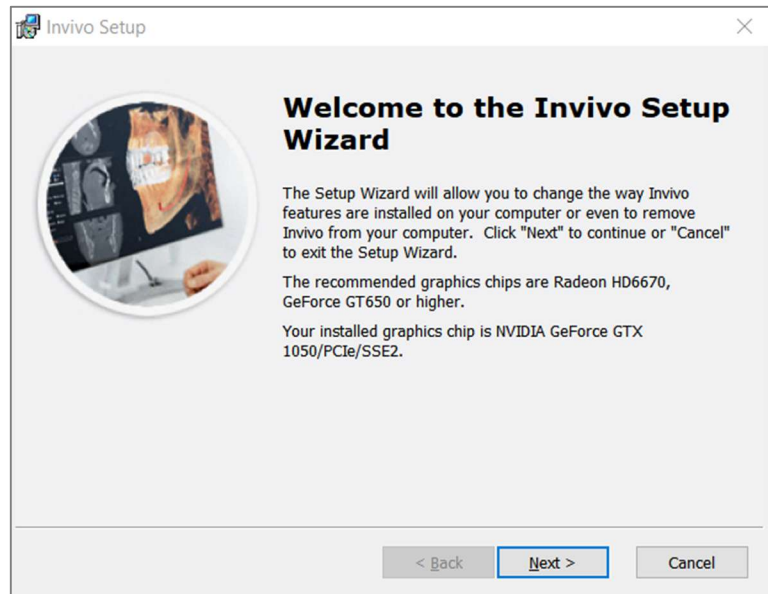 Invivo Setup
Welcome to the Invivo Setup
Wizard
The Setup Wizard will allow you to change the way Invivo
features are installed on your computer or even to remove
Invivo from your computer.  Click "Next" to continue or "Cancel"
to exit the Setup Wizard.
The recommended graphics chips are Radeon HD6670,
GeForce GT650 or higher.
Your installed graphics chip is NVIDIA GeForce GTX
1050/PCIe/SSE2.
< Back
Next >
Cancel